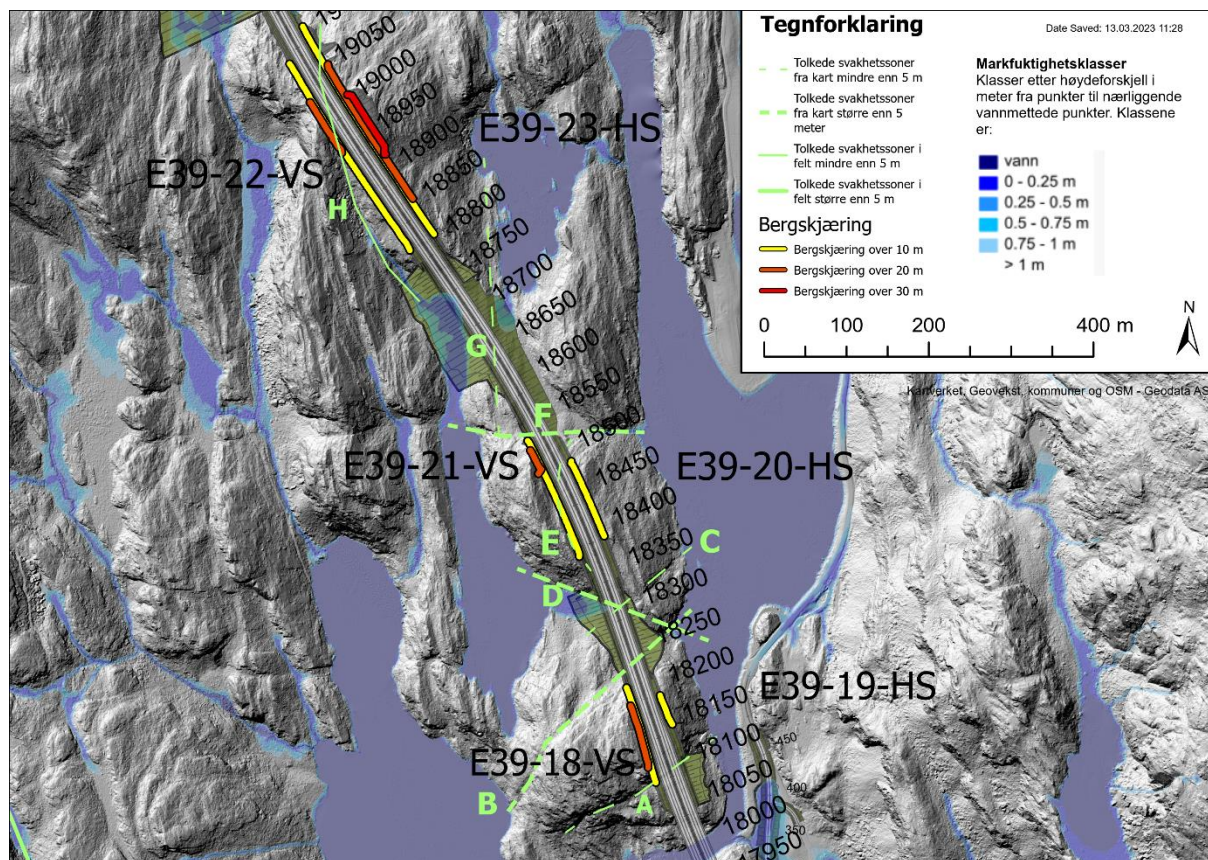 Tegnforklaring
Date Saved: 13.03.2023 11:28
Tolkede svakhetssoner
fra kart mindre enn 5 m
Tolkede svakhetssoner
fra kart større enn 5
meter
Tolkede svakhetssoner i
felt mindre enn 5 m
Tolkede svakhetssoner i
felt større enn 5 m
Bergskjæring
Bergskjæring over 10 m
Bergskjæring over 20 m
Bergskjæring over 30 m
Markfuktighetsklasser
Klasser etter høydeforskjell i
meter fra punkter til nærliggende
vannmettede punkter. Klassene
er:
vann
0 - 0.25 m
0.25 - 0.5 m
0.5 - 0.75 m
0.75 - 1 m
> 1 m
0 100 200 400 m
N
Kartverket, Geovekst, kommuner og OSM - Geodata AS
19050
19000
18950
E39-23-HS
18900
E39-22-VS
18850
H
18800
18750
18700
18650
G
18600
18550
F
18500
E39-21-VS
18450
E39-20-HS
18400
E
18350
C
D
18300
18250
18200
E39-19-HS
18150
E39-18-VS
18100
450
B
A
18050
400
18000
350
17950